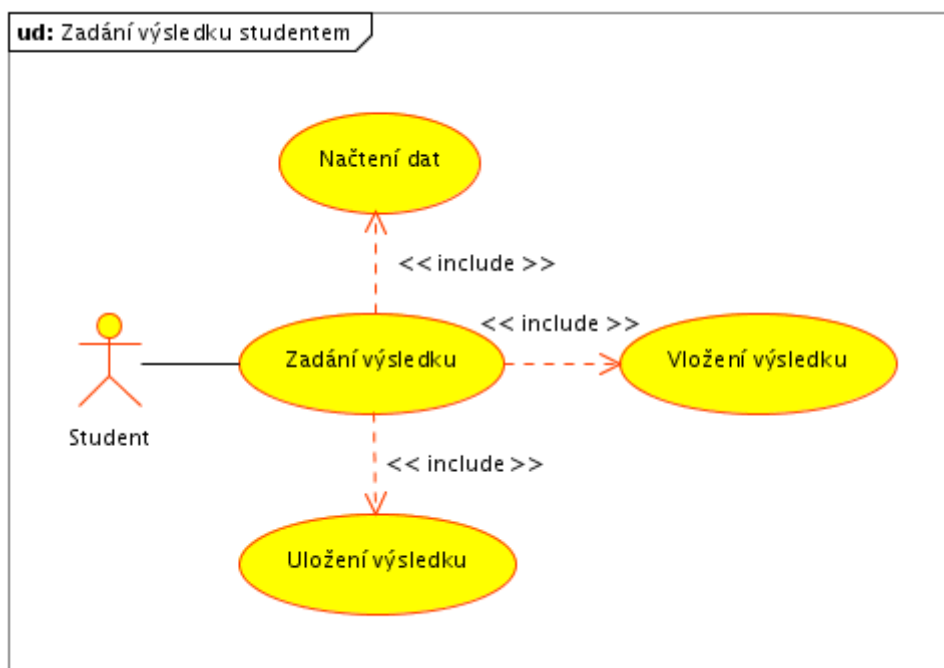 ud: Zadání výsledku studentem
Načtení dat
<< include >>
<< include >>
Zadání výsledku
Vložení výsledku
Student
<< include >>
Uložení výsledku